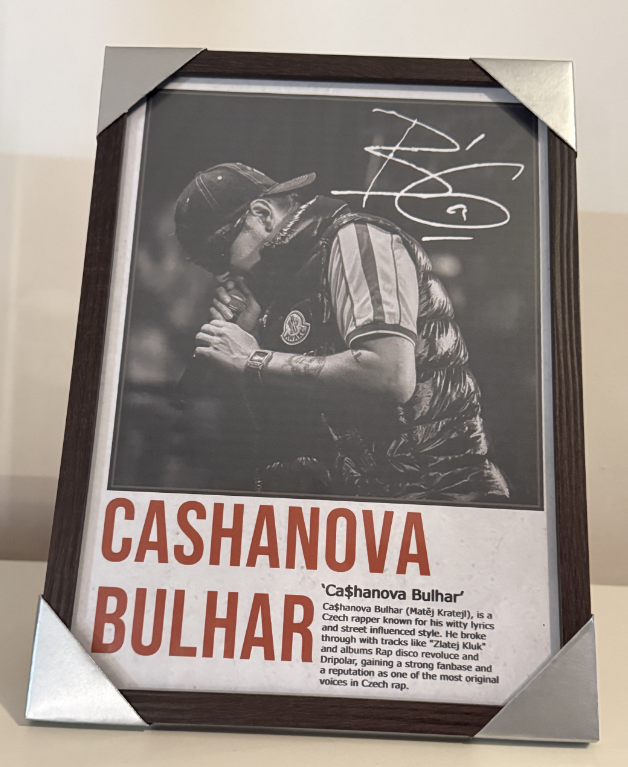 CASHANOVA
BULHAR
'Ca$hanova Bulhar'
Ca$hanova Bulhar (Matěj Kratejl), is a
Czech rapper known for his witty lyrics
and street influenced style. He broke
through with tracks like "Zlatej Kluk"
and albums Rap disco revoluce and
Dripolar, gaining a strong fanbase and
a reputation as one of the most original
voices in Czech rap.